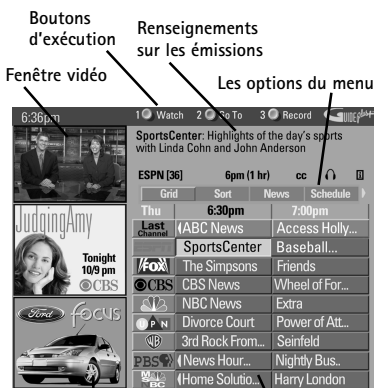 Boutons
d'exécution
Renseignements
sur les émissions
Fenêtre vidéo
Les options du menu
6:36pm
1 Watch 2 Go To 3 Record GUIDE Plus+
SportsCenter: Highlights of the day's sports
with Linda Cohn and John Anderson
ESPN [36] 6pm (1 hr) cc
Grid Sort News Schedule
Thu 6:30pm 7:00pm
Last Channel ABC News Access Holly...
SportsCenter Baseball...
FOX The Simpsons Friends
CBS CBS News Wheel of For...
NBC News Extra
UPN Divorce Court Power of Att...
WB 3rd Rock From... Seinfeld
PBS News Hour... Nightly Bus..
MSNBC Home Solutio... Harry London
JudgingAmy
Tonight
10/9 pm
CBS
Ford focus